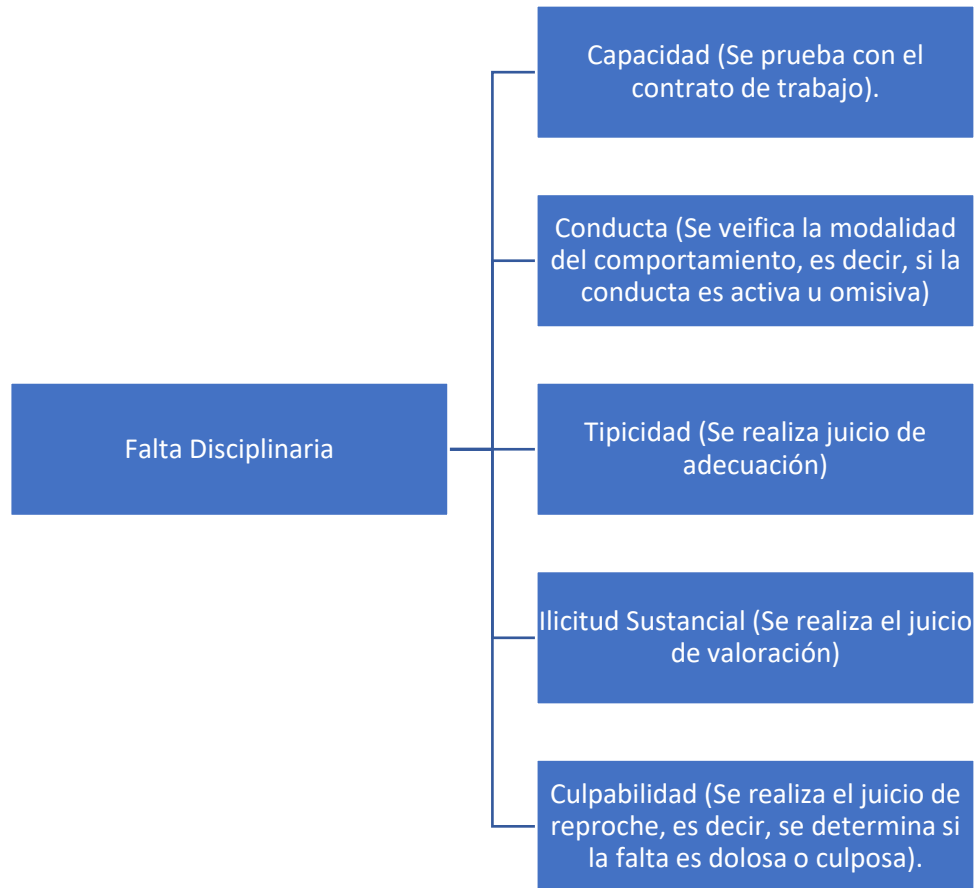 Capacidad (Se prueba con el
contrato de trabajo).
Conducta (Se veifica la modalidad
del comportamiento, es decir, si la
conducta es activa u omisiva)
Falta Disciplinaria
Tipicidad (Se realiza juicio de
adecuación)
Ilicitud Sustancial (Se realiza el juicio
de valoración)
Culpabilidad (Se realiza el juicio de
reproche, es decir, se determina si
la falta es dolosa o culposa).